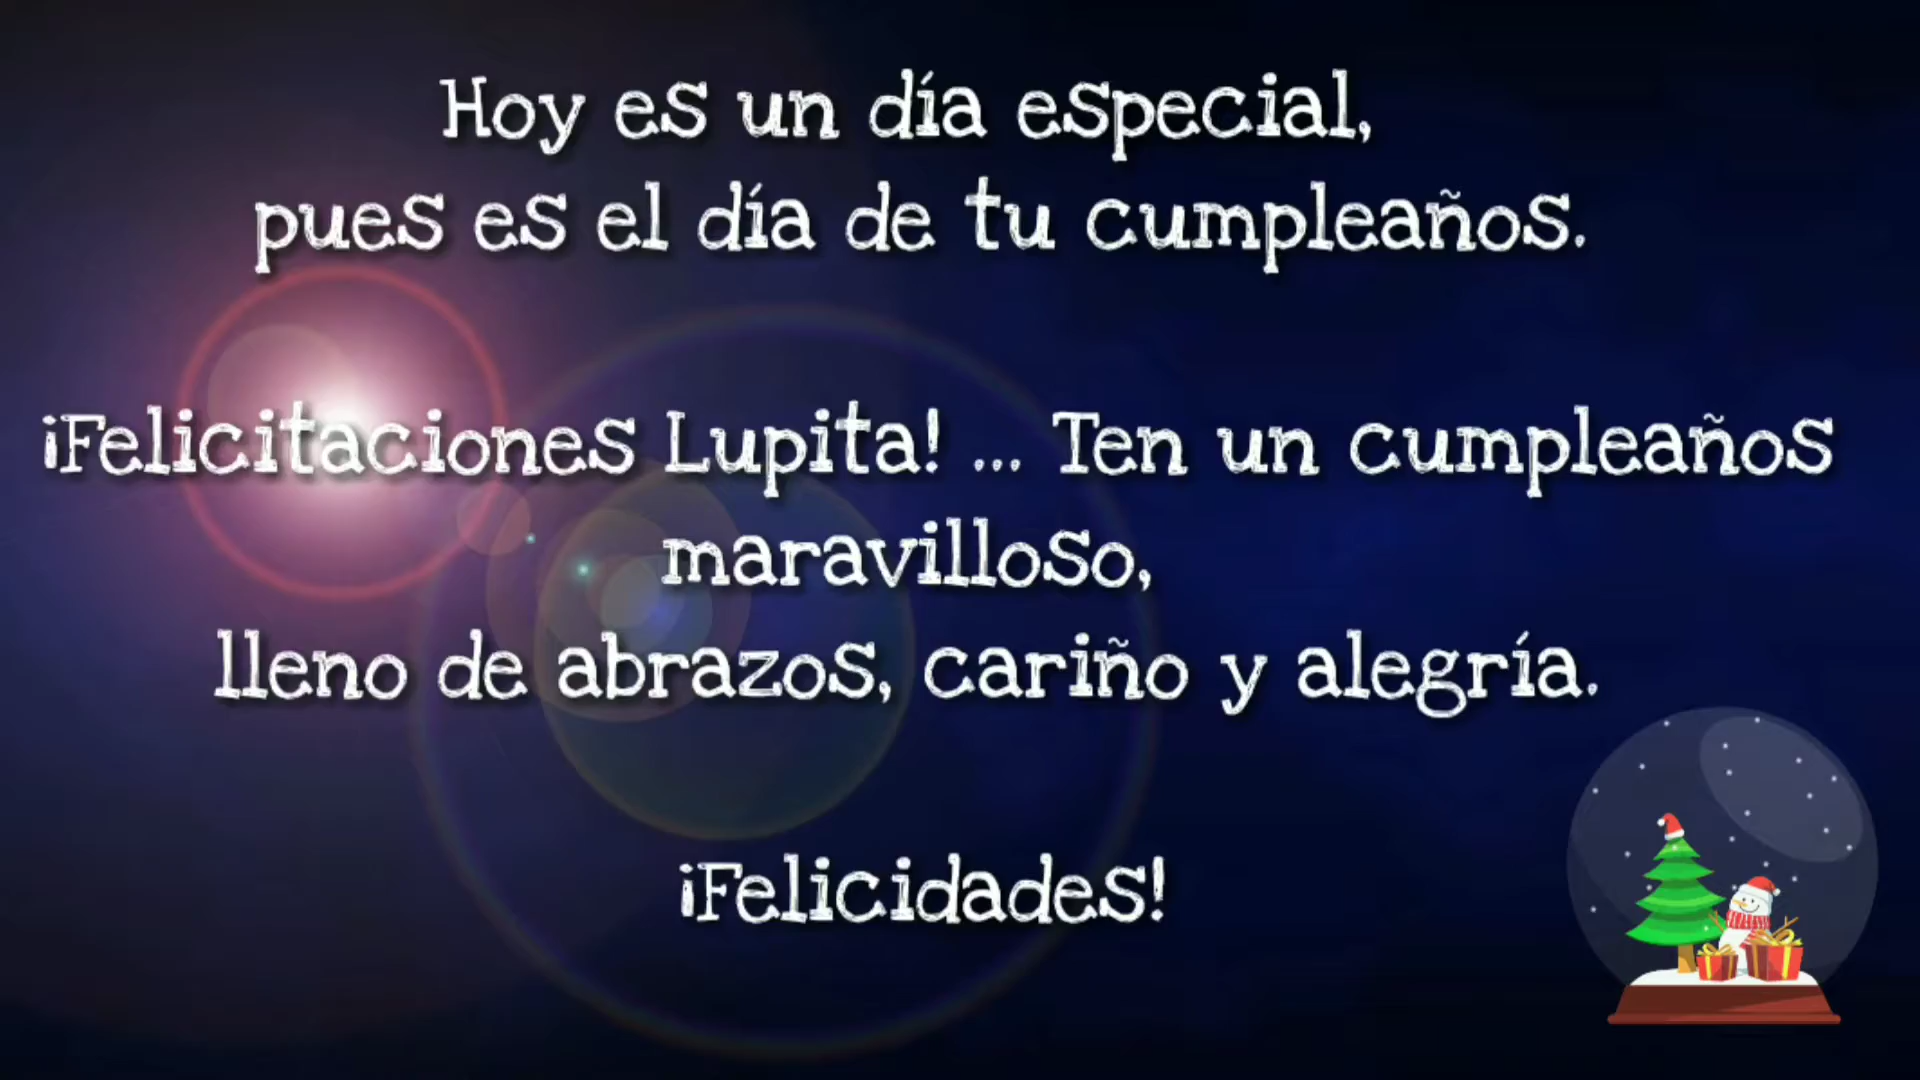 Hoy es un día especial,
pues es el día de tu cumpleaños.
¡Felicitaciones Lupita! ... Ten un cumpleaños
maravilloso,
lleno de abrazos, cariño y alegría.
¡Felicidades!